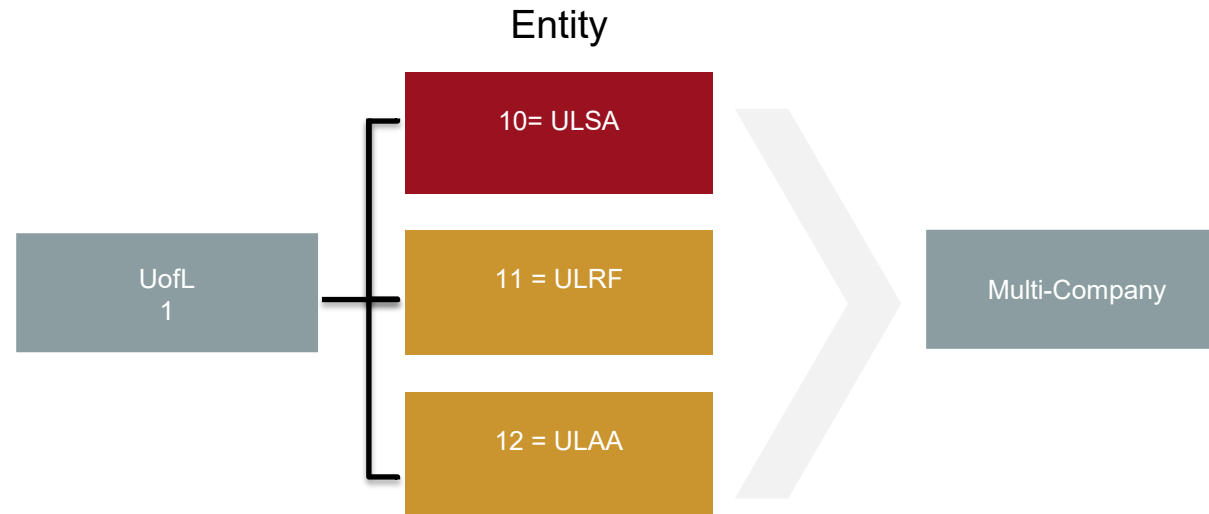 Entity
10= ULSA
UofL
1
11 = ULRF
12 = ULAA
Multi-Company